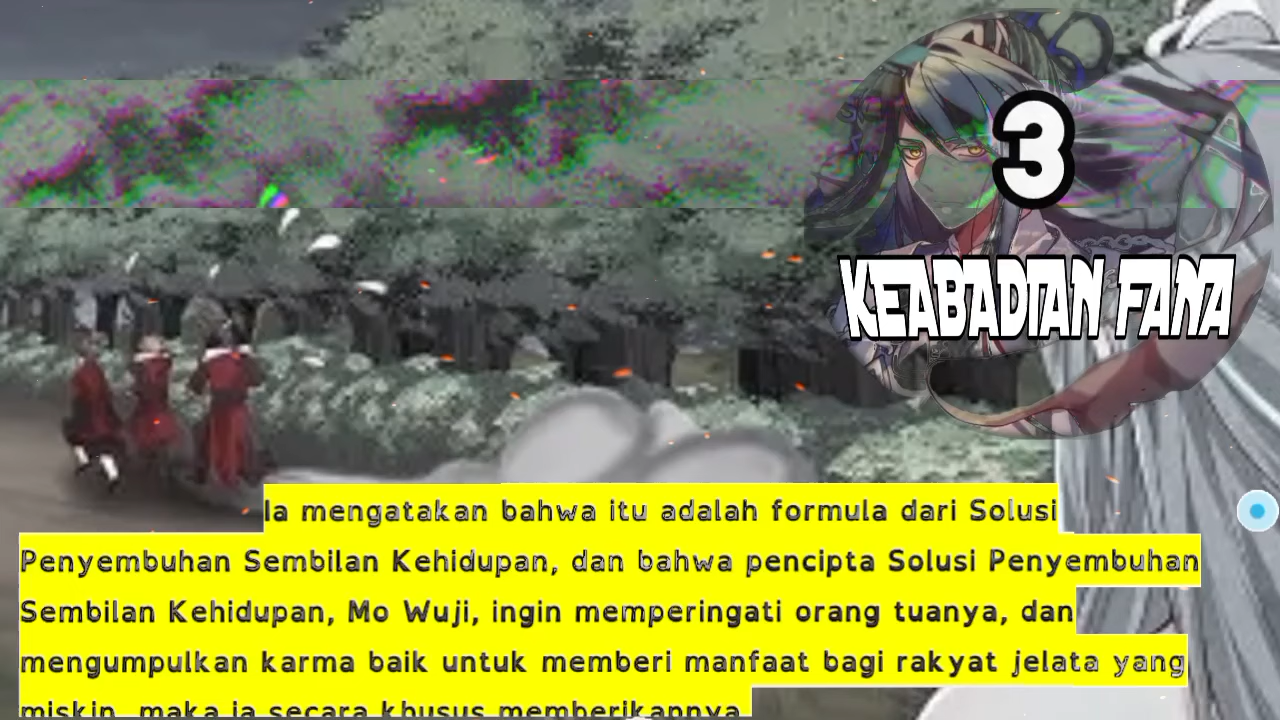 3
KEABADIAN FANA
Ia mengatakan bahwa itu adalah formula dari Solusi
Penyembuhan Sembilan Kehidupan, dan bahwa pencipta Solusi Penyembuhan
Sembilan Kehidupan, Mo Wuji, ingin memperingati orang tuanya, dan
mengumpulkan karma baik untuk memberi manfaat bagi rakyat jelata yang
miskin, maka ia secara khusus memberikannya